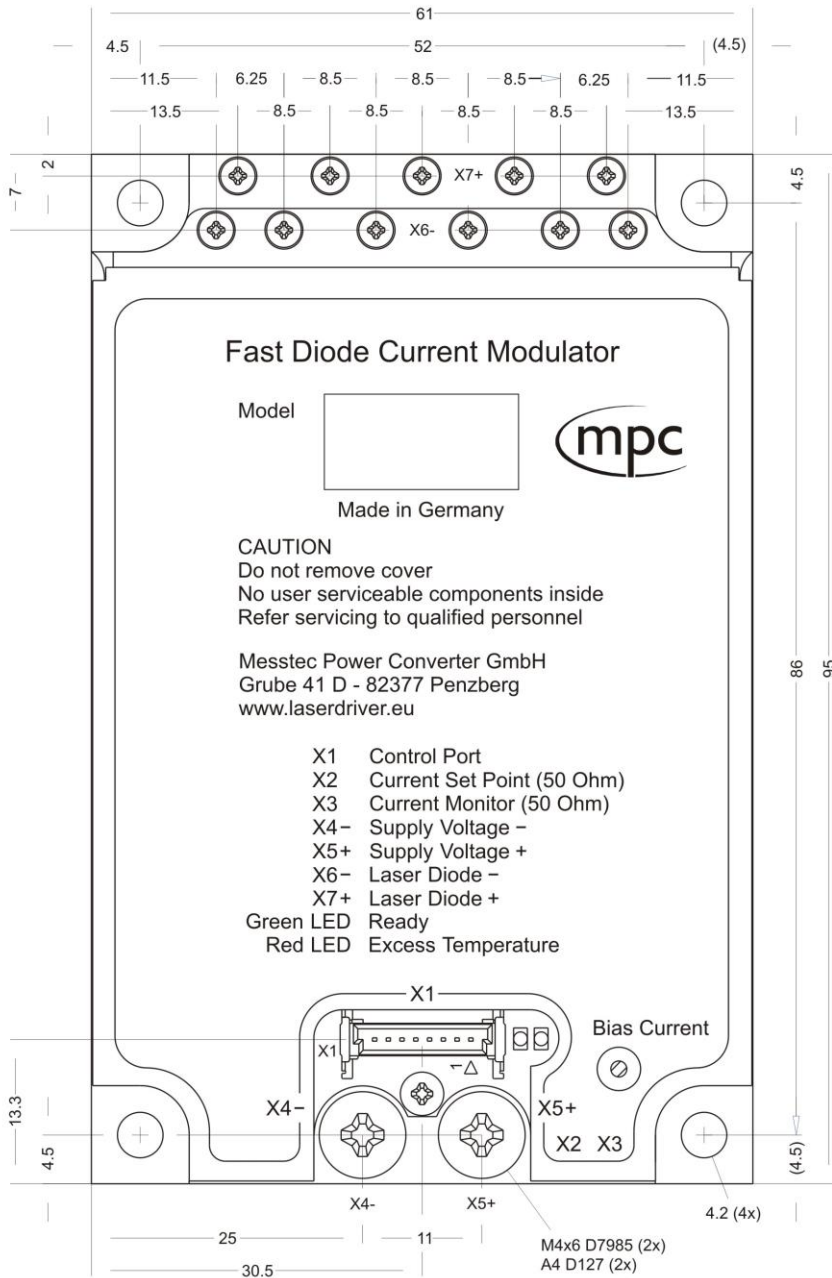 61
4.5 52 (4.5)
11.5 6.25 8.5 8.5 8.5 6.25 11.5
13.5 8.5 8.5 8.5 8.5 13.5
2
7
4.5
X7+
X6-
Fast Diode Current Modulator
Model
mpc
Made in Germany
CAUTION
Do not remove cover
No user serviceable components inside
Refer servicing to qualified personnel
Messtec Power Converter GmbH
Grube 41 D - 82377 Penzberg
www.laserdriver.eu
86
95
X1 Control Port
X2 Current Set Point (50 Ohm)
X3 Current Monitor (50 Ohm)
X4− Supply Voltage −
X5+ Supply Voltage +
X6− Laser Diode −
X7+ Laser Diode +
Green LED Ready
Red LED Excess Temperature
X1
Bias Current
X1
1
13.3
X4− X5+
X2 X3
4.5
(4.5)
X4- X5+
4.2 (4x)
25 11
M4x6 D7985 (2x)
A4 D127 (2x)
30.5